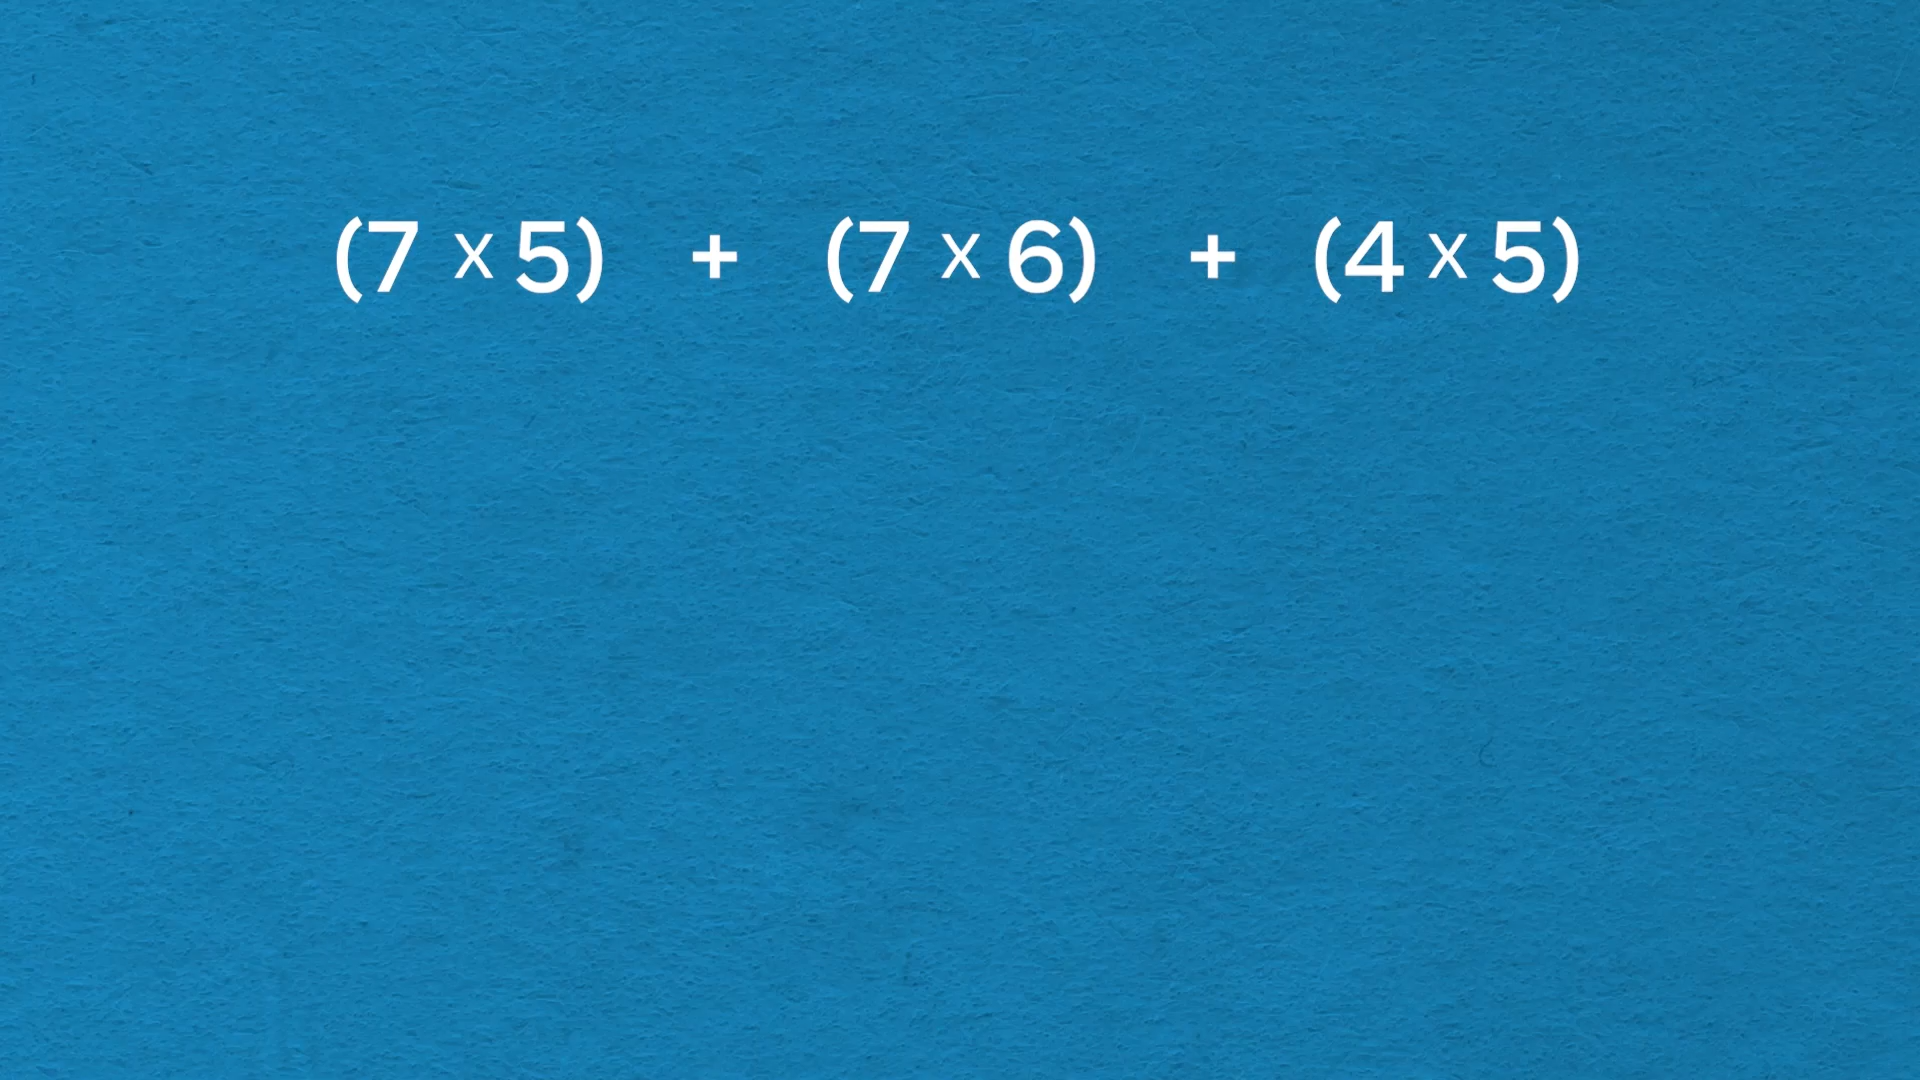 (7 x 5) + (7 x 6) + (4 x 5)